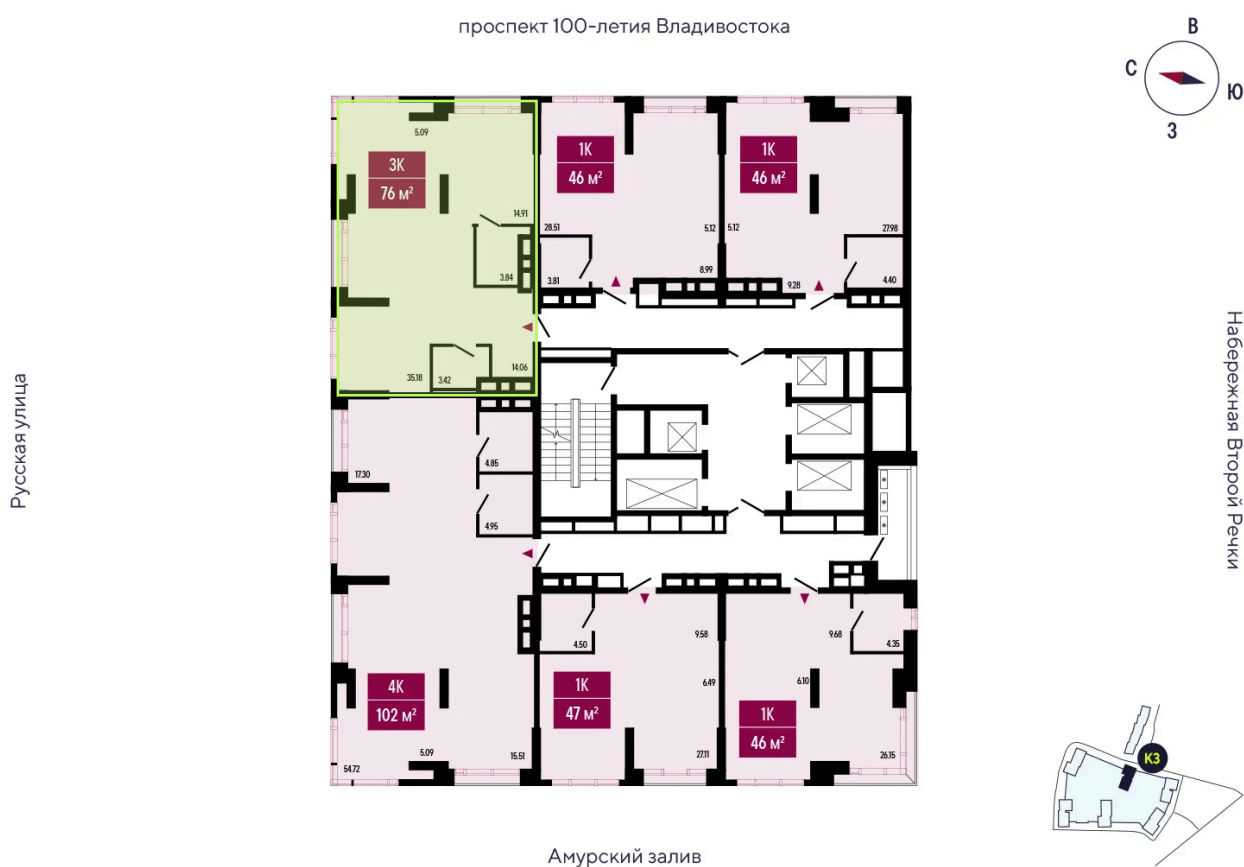 проспект 100-летия Владивостока
В
С
Ю
З
5.09
3К
76 м²
14.91
3.84
35.18
3.42
14.06
1К
46 м²
28.51
5.12
3.81
8.99
1К
46 м²
5.12
27.98
9.28
4.40
Русская улица
Набережная Второй Речки
17.30
4.85
4.95
4К
102 м²
54.72
5.09
15.51
4.50
9.58
1К
47 м²
6.49
27.11
9.68
4.35
6.10
1К
46 м²
26.15
К3
Амурский залив